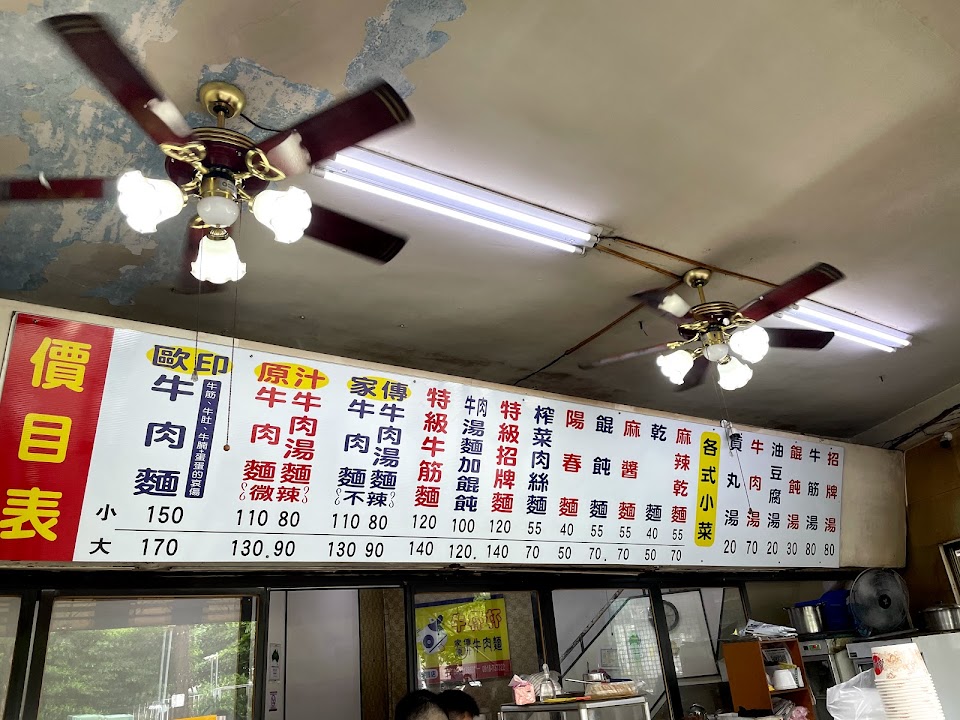 價目表
歐印
牛肉麵
牛筋、牛肚、牛腩+蛋蛋的哀傷
小 150
大 170
原汁
牛肉麵 微辣
110
130
牛肉湯麵
80
90
家傳
牛肉麵 不辣
110
130
牛肉湯麵
80
90
特級牛筋麵
120
140
牛肉湯麵加餛飩
100
120
特級招牌麵
120
140
榨菜肉絲麵
55
70
陽春麵
40
50
餛飩麵
55
70
麻醬麵
55
70
乾麵
40
50
麻辣乾麵
55
70
各式小菜
貢丸湯
20
牛肉湯
70
油豆腐湯
20
餛飩湯
30
牛筋湯
80
招牌湯
80
牛肉麵